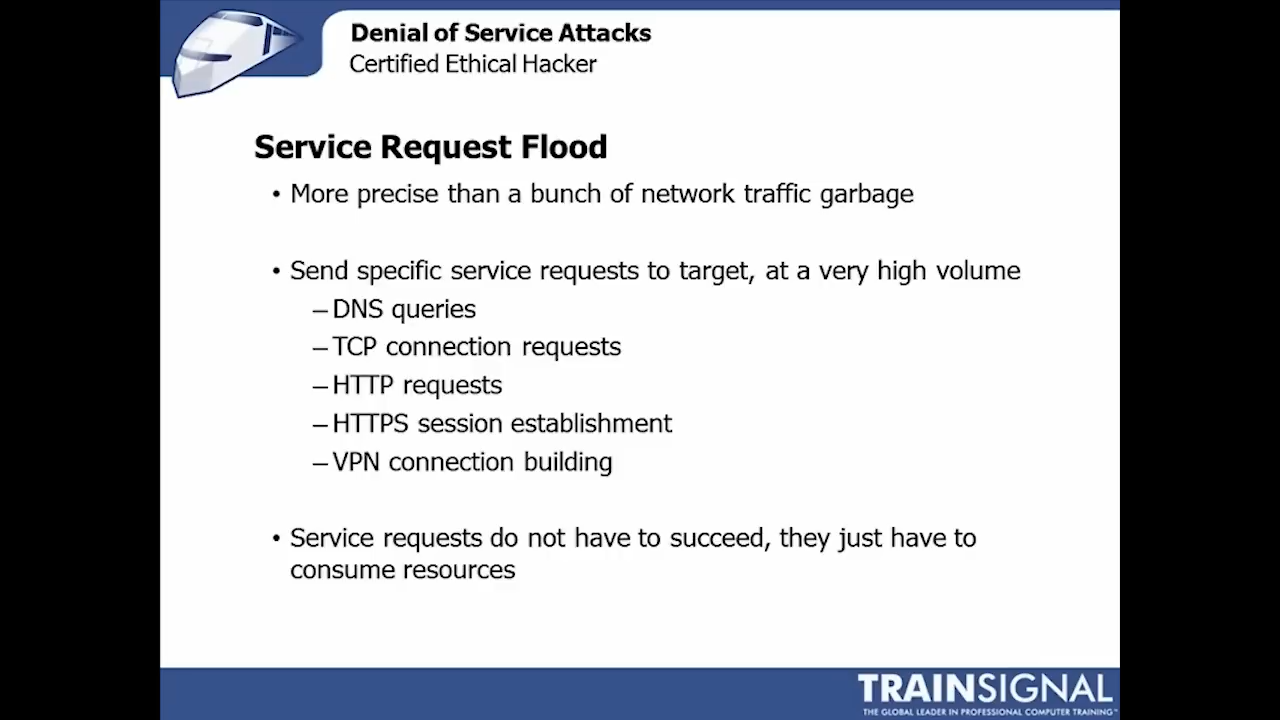 Denial of Service Attacks
Certified Ethical Hacker
Service Request Flood
• More precise than a bunch of network traffic garbage
• Send specific service requests to target, at a very high volume
– DNS queries
– TCP connection requests
– HTTP requests
– HTTPS session establishment
– VPN connection building
• Service requests do not have to succeed, they just have to
consume resources
TRAINSIGNAL
THE GLOBAL LEADER IN PROFESSIONAL COMPUTER TRAINING™